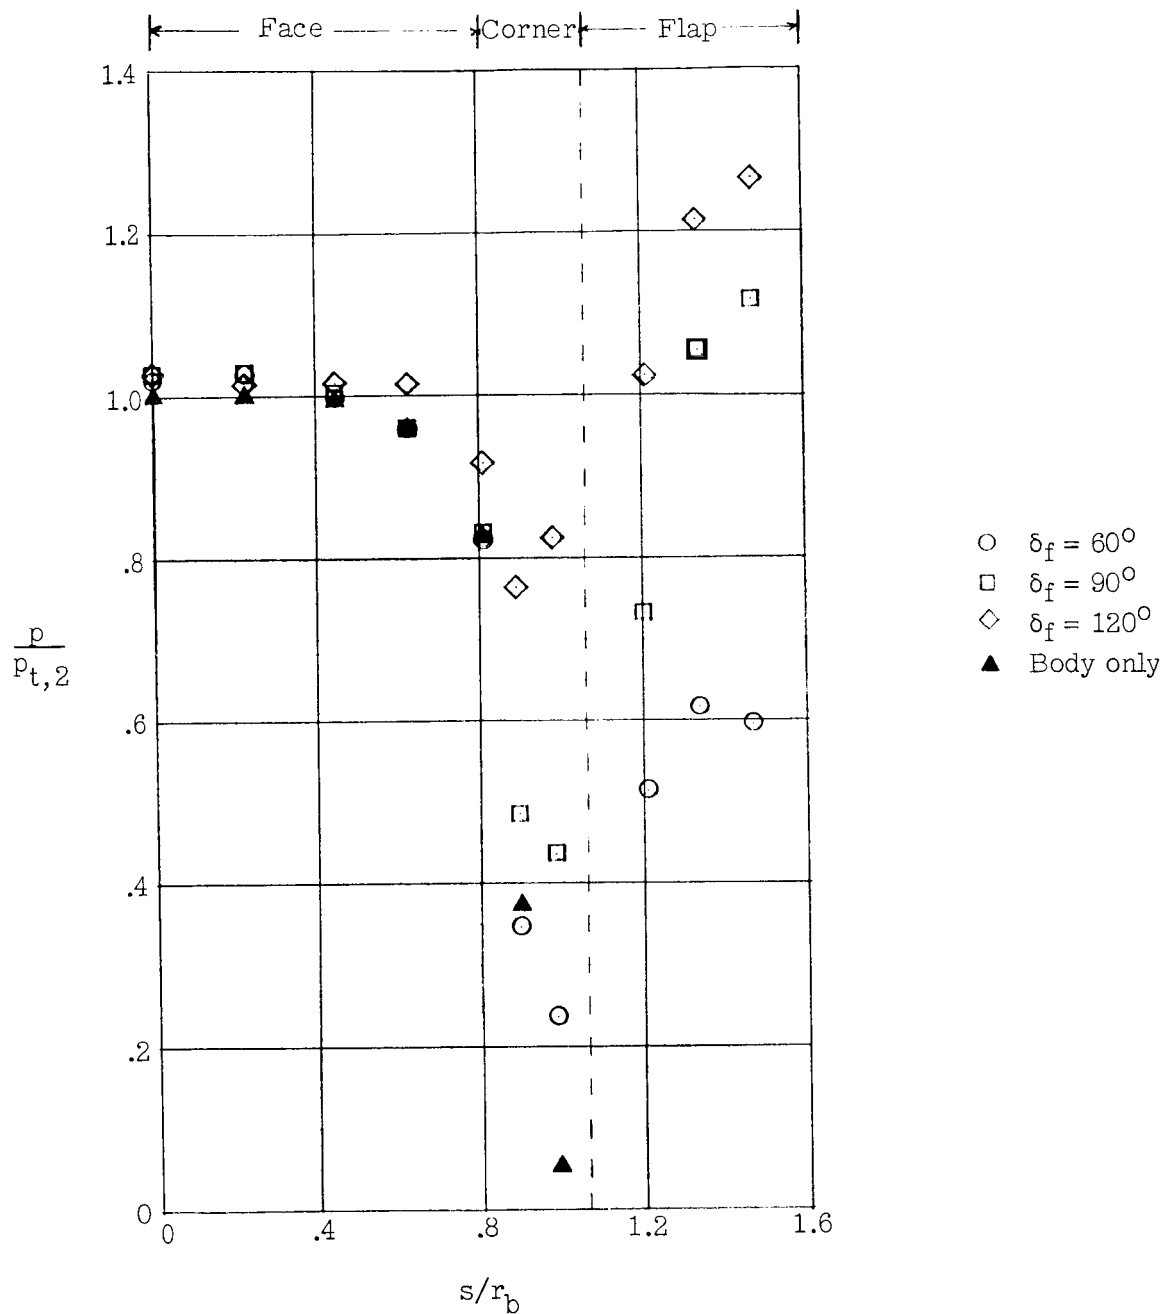 Face Corner Flap
1.4
1.2
1.0
.8
.6
.4
.2
0
p
p_t,2
0 .4 .8 1.2 1.6
s/r_b
δ_f = 60°
δ_f = 90°
δ_f = 120°
Body only